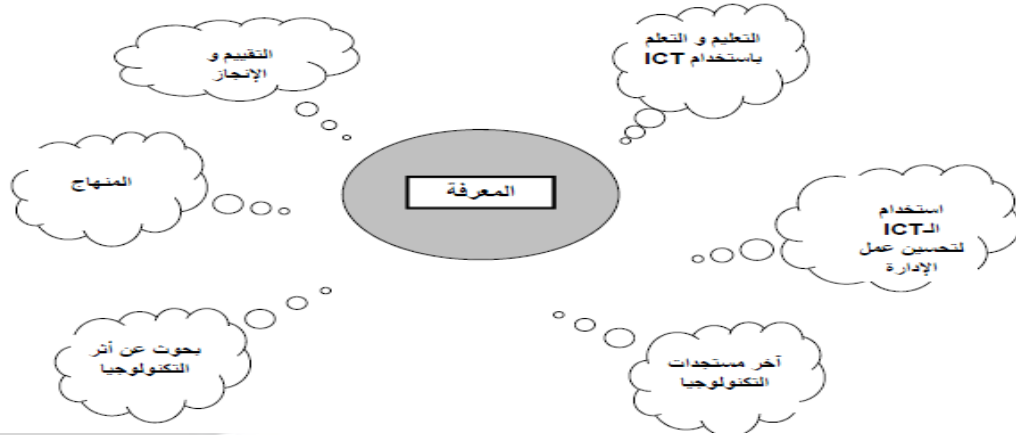 التعليم و التعلم
باستخدام ICT
التقييم و
الإنجاز
المعرفة
المنهاج
استخدام
الـICT
لتحسين عمل
الإدارة
بحوث عن أثر
التكنولوجيا
آخر مستجدات
التكنولوجيا